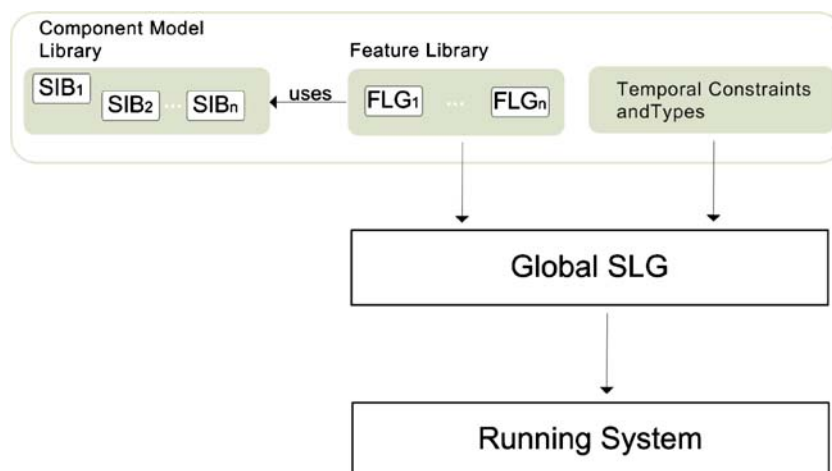 Component Model
Library
Feature Library
SIB1
SIB2 ... SIBn
uses
FLG1 ... FLGn
Temporal Constraints
andTypes
Global SLG
Running System